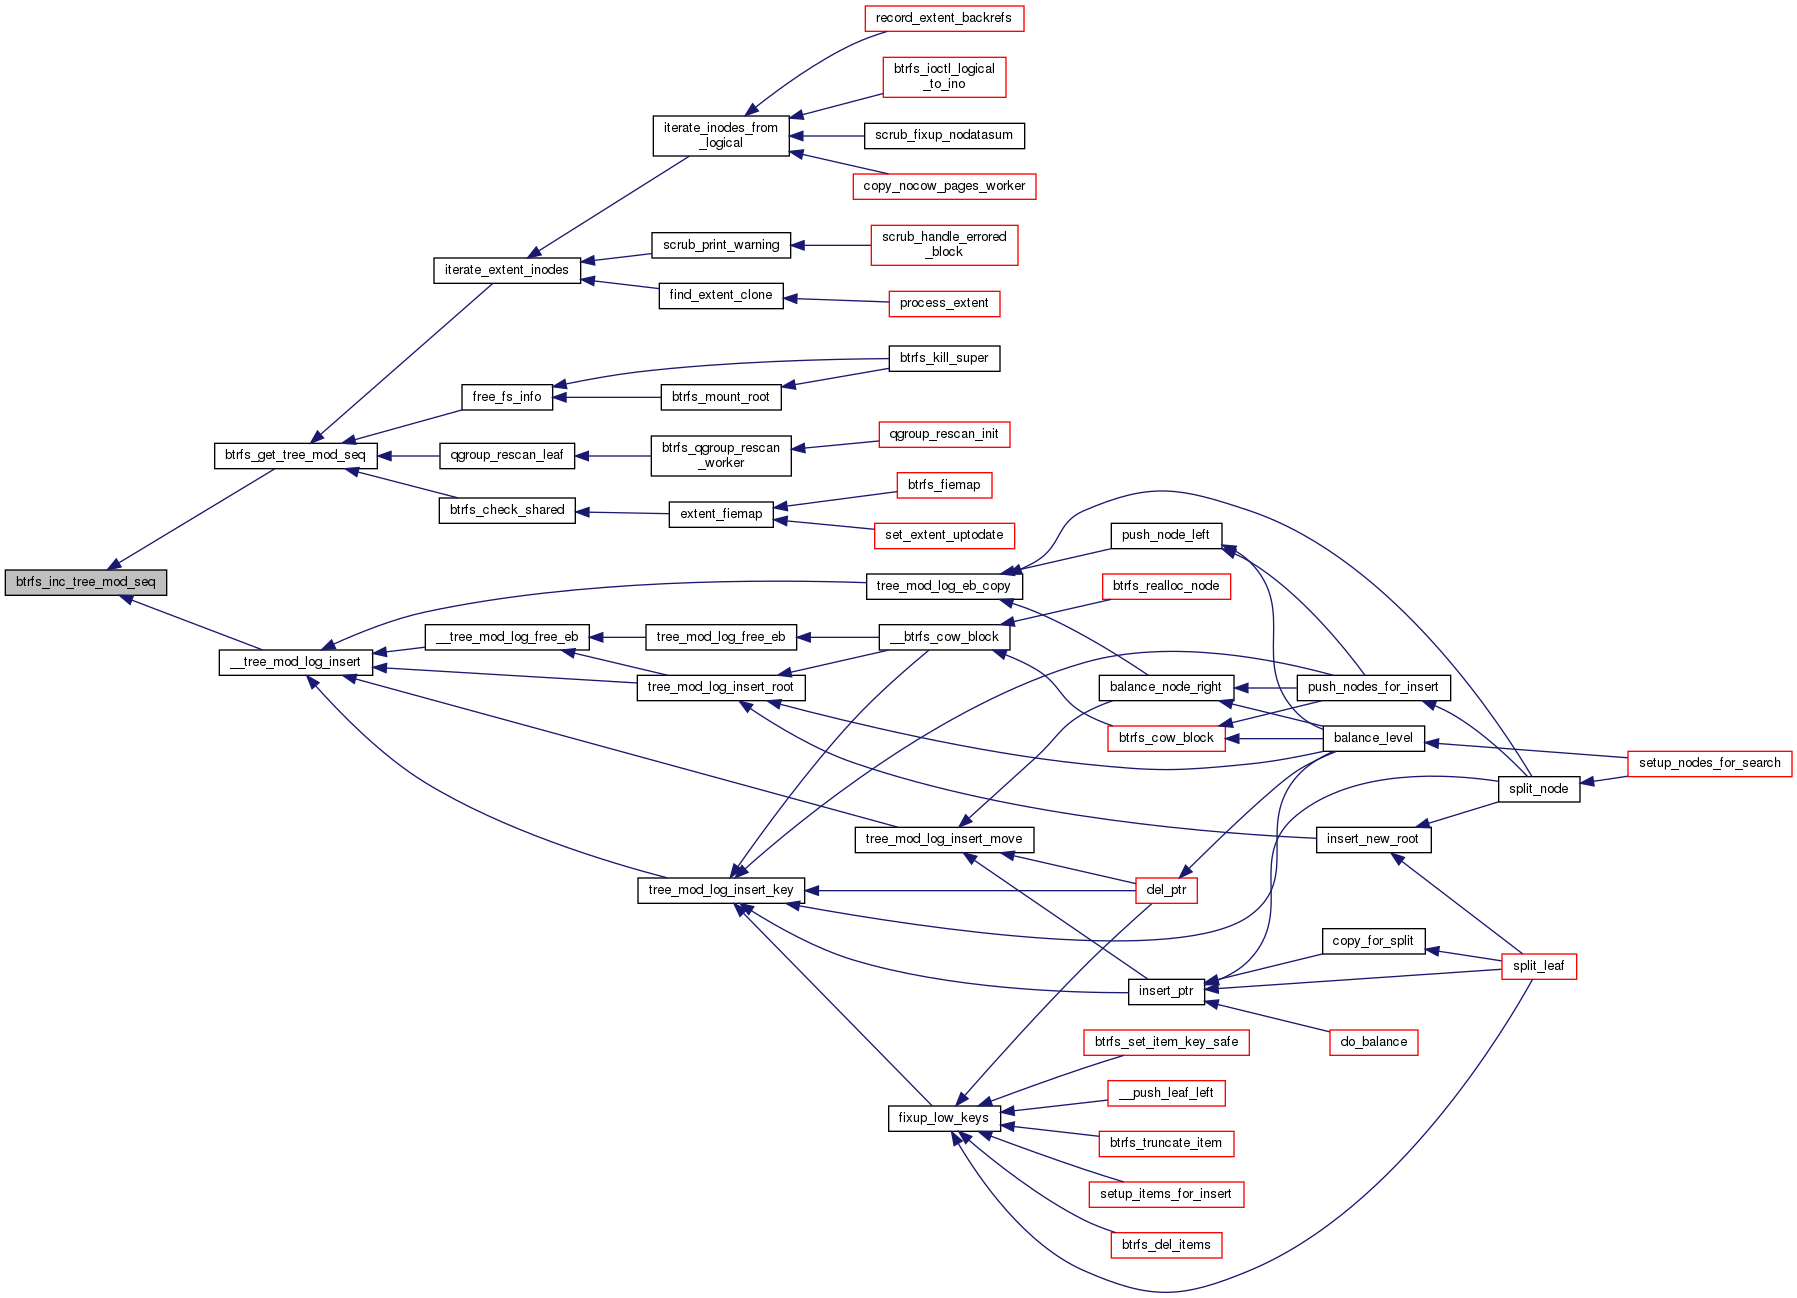 record_extent_backrefs
btrfs_ioctl_logical
_to_ino
iterate_inodes_from
_logical
scrub_fixup_nodatasum
copy_nocow_pages_worker
scrub_print_warning
scrub_handle_errored
_block
iterate_extent_inodes
find_extent_clone
process_extent
btrfs_kill_super
free_fs_info
btrfs_mount_root
btrfs_get_tree_mod_seq
qgroup_rescan_leaf
btrfs_qgroup_rescan
_worker
qgroup_rescan_init
btrfs_check_shared
extent_fiemap
btrfs_fiemap
set_extent_uptodate
push_node_left
btrfs_inc_tree_mod_seq
tree_mod_log_eb_copy
btrfs_realloc_node
__tree_mod_log_insert
__tree_mod_log_free_eb
tree_mod_log_free_eb
__btrfs_cow_block
tree_mod_log_insert_root
balance_node_right
push_nodes_for_insert
btrfs_cow_block
balance_level
setup_nodes_for_search
split_node
tree_mod_log_insert_move
insert_new_root
tree_mod_log_insert_key
del_ptr
copy_for_split
split_leaf
insert_ptr
do_balance
btrfs_set_item_key_safe
__push_leaf_left
fixup_low_keys
btrfs_truncate_item
setup_items_for_insert
btrfs_del_items